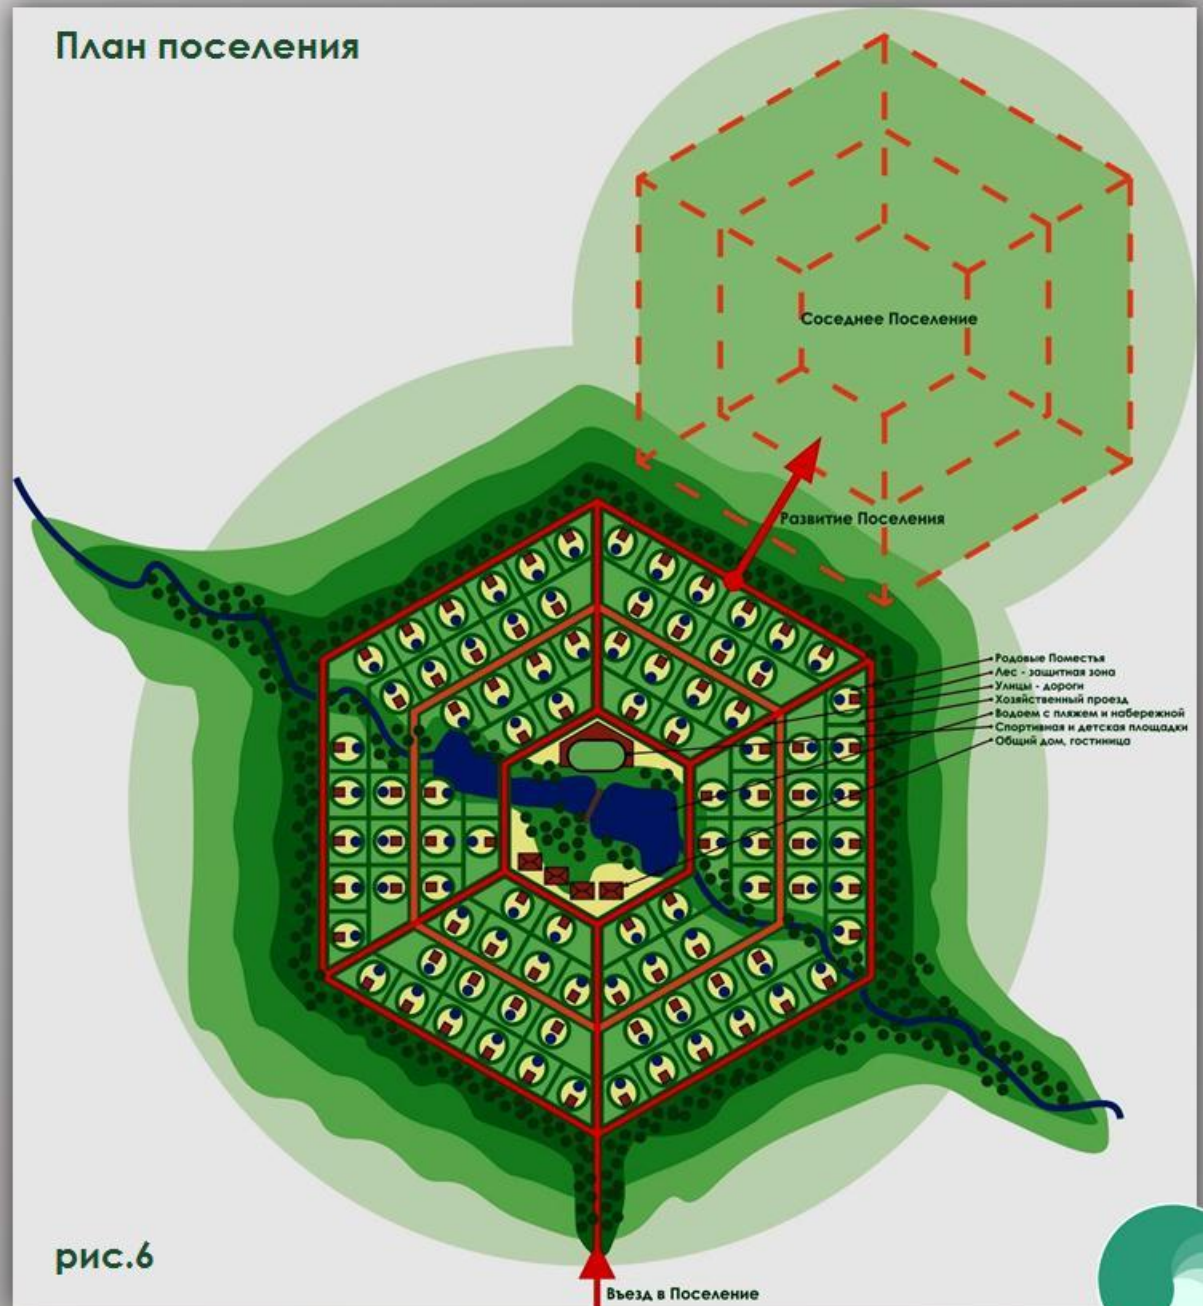 План поселения
Соседнее Поселение
Развитие Поселения
Родовые Поместья
Лес - защитная зона
Улицы - дороги
Хозяйственный проезд
Водоем с пляжем и набережной
Спортивная и детская площадки
Общий дом, гостиница
рис.6
Въезд в Поселение